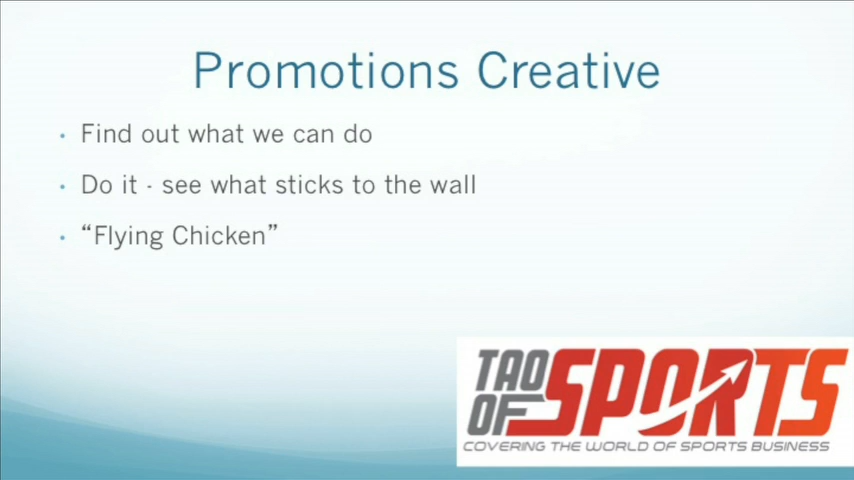 Promotions Creative
• Find out what we can do
• Do it - see what sticks to the wall
• “Flying Chicken”
TAO
OF
SPORTS
COVERING THE WORLD OF SPORTS BUSINESS